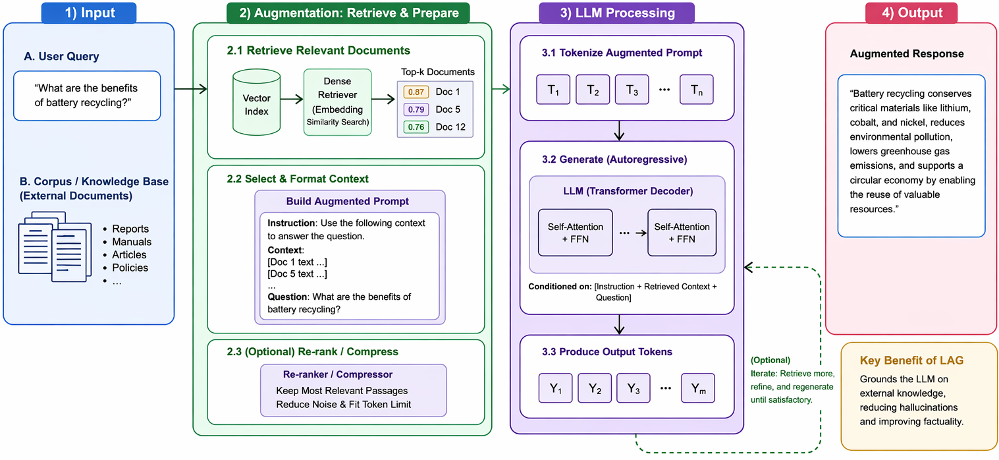 1) Input
A. User Query
“What are the benefits
of battery recycling?”
B. Corpus / Knowledge Base
(External Documents)
• Reports
• Manuals
• Articles
• Policies
• ...
2) Augmentation: Retrieve & Prepare
2.1 Retrieve Relevant Documents
Vector
Index
Dense
Retriever
(Embedding
Similarity Search)
Top-k Documents
0.87 Doc 1
0.79 Doc 5
0.76 Doc 12
2.2 Select & Format Context
Build Augmented Prompt
Instruction: Use the following context
to answer the question.
Context:
[Doc 1 text ...]
[Doc 5 text ...]
...
Question: What are the benefits of
battery recycling?
2.3 (Optional) Re-rank / Compress
Re-ranker / Compressor
Keep Most Relevant Passages
Reduce Noise & Fit Token Limit
3) LLM Processing
3.1 Tokenize Augmented Prompt
T1 T2 T3 ... Tn
3.2 Generate (Autoregressive)
LLM (Transformer Decoder)
Self-Attention
+ FFN
...
Self-Attention
+ FFN
Conditioned on: [Instruction + Retrieved Context +
Question]
3.3 Produce Output Tokens
Y1 Y2 Y3 ... Ym
(Optional)
Iterate: Retrieve more,
refine, and regenerate
until satisfactory.
4) Output
Augmented Response
“Battery recycling conserves
critical materials like lithium,
cobalt, and nickel, reduces
environmental pollution,
lowers greenhouse gas
emissions, and supports a
circular economy by enabling
the reuse of valuable
resources.”
Key Benefit of LAG
Grounds the LLM on
external knowledge,
reducing hallucinations
and improving factuality.